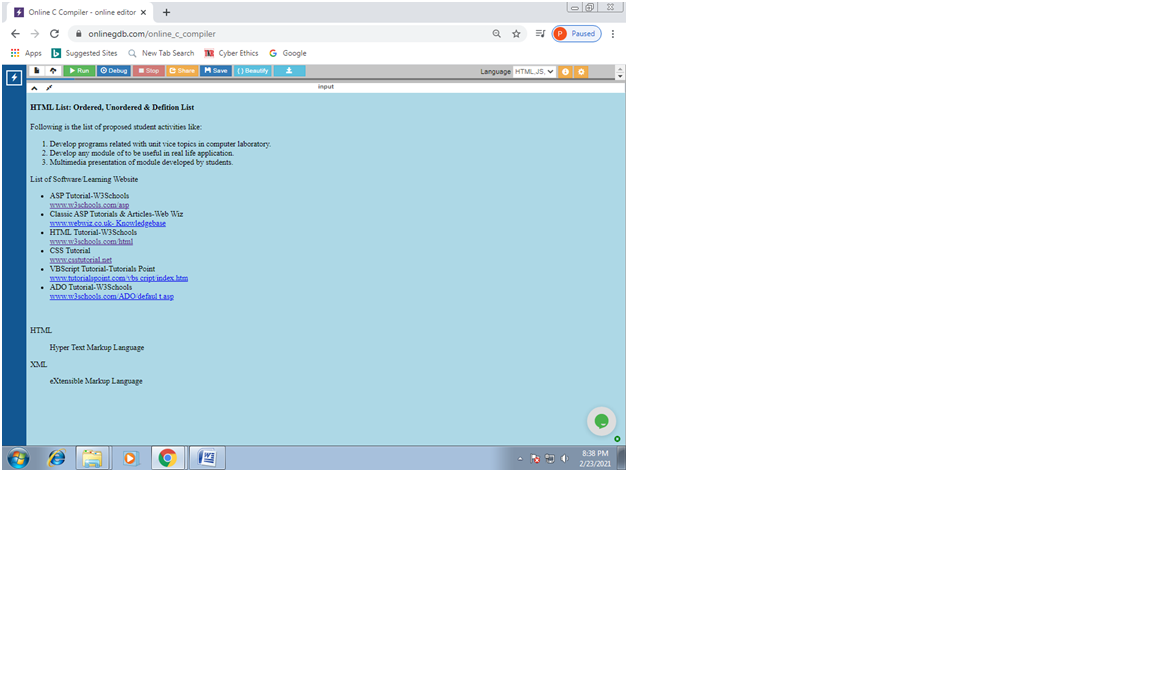 Online C Compiler - online editor
onlinegdb.com/online_c_compiler
P Paused
Apps Suggested Sites New Tab Search Cyber Ethics Google
Run Debug Stop Share Save { } Beautify Language HTML,JS,
input
HTML List: Ordered, Unordered & Defition List
Following is the list of proposed student activities like:
1. Develop programs related with unit vice topics in computer laboratory.
2. Develop any module of to be useful in real life application.
3. Multimedia presentation of module developed by students.
List of Software/Learning Website
• ASP Tutorial-W3Schools
www.w3schools.com/asp
• Classic ASP Tutorials & Articles-Web Wiz
www.webwiz.co.uk- Knowledgebase
• HTML Tutorial-W3Schools
www.w3schools.com/html
• CSS Tutorial
www.csstutorial.net
• VBScript Tutorial-Tutorials Point
www.tutorialspoint.com/vbs cript/index.htm
• ADO Tutorial-W3Schools
www.w3schools.com/ADO/defaul t.asp
HTML
Hyper Text Markup Language
XML
eXtensible Markup Language
8:38 PM
2/23/2021